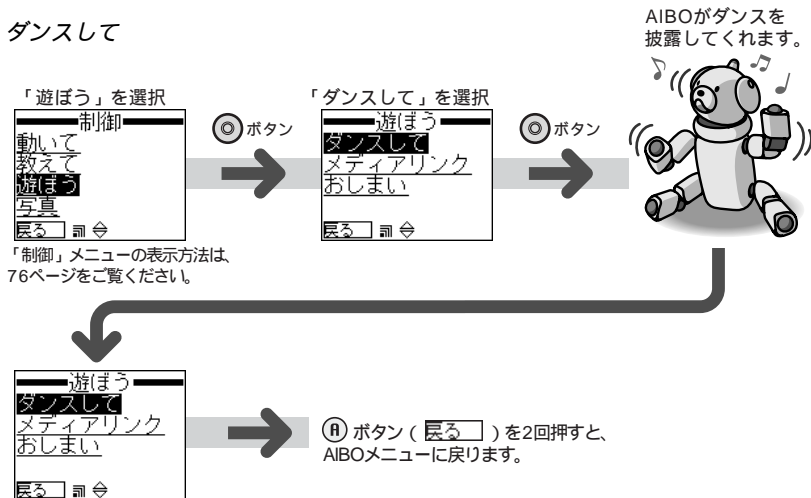 ダンスして
AIBOがダンスを
披露してくれます。
「遊ぼう」を選択
制御
動いて
教えて
遊ぼう
写真
戻る
「制御」メニューの表示方法は、
76ページをご覧ください。
ボタン
「ダンスして」を選択
遊ぼう
ダンスして
メディアリンク
おしまい
戻る
ボタン
遊ぼう
ダンスして
メディアリンク
おしまい
戻る
Ⓐ ボタン ( 戻る ) を2回押すと、
AIBOメニューに戻ります。